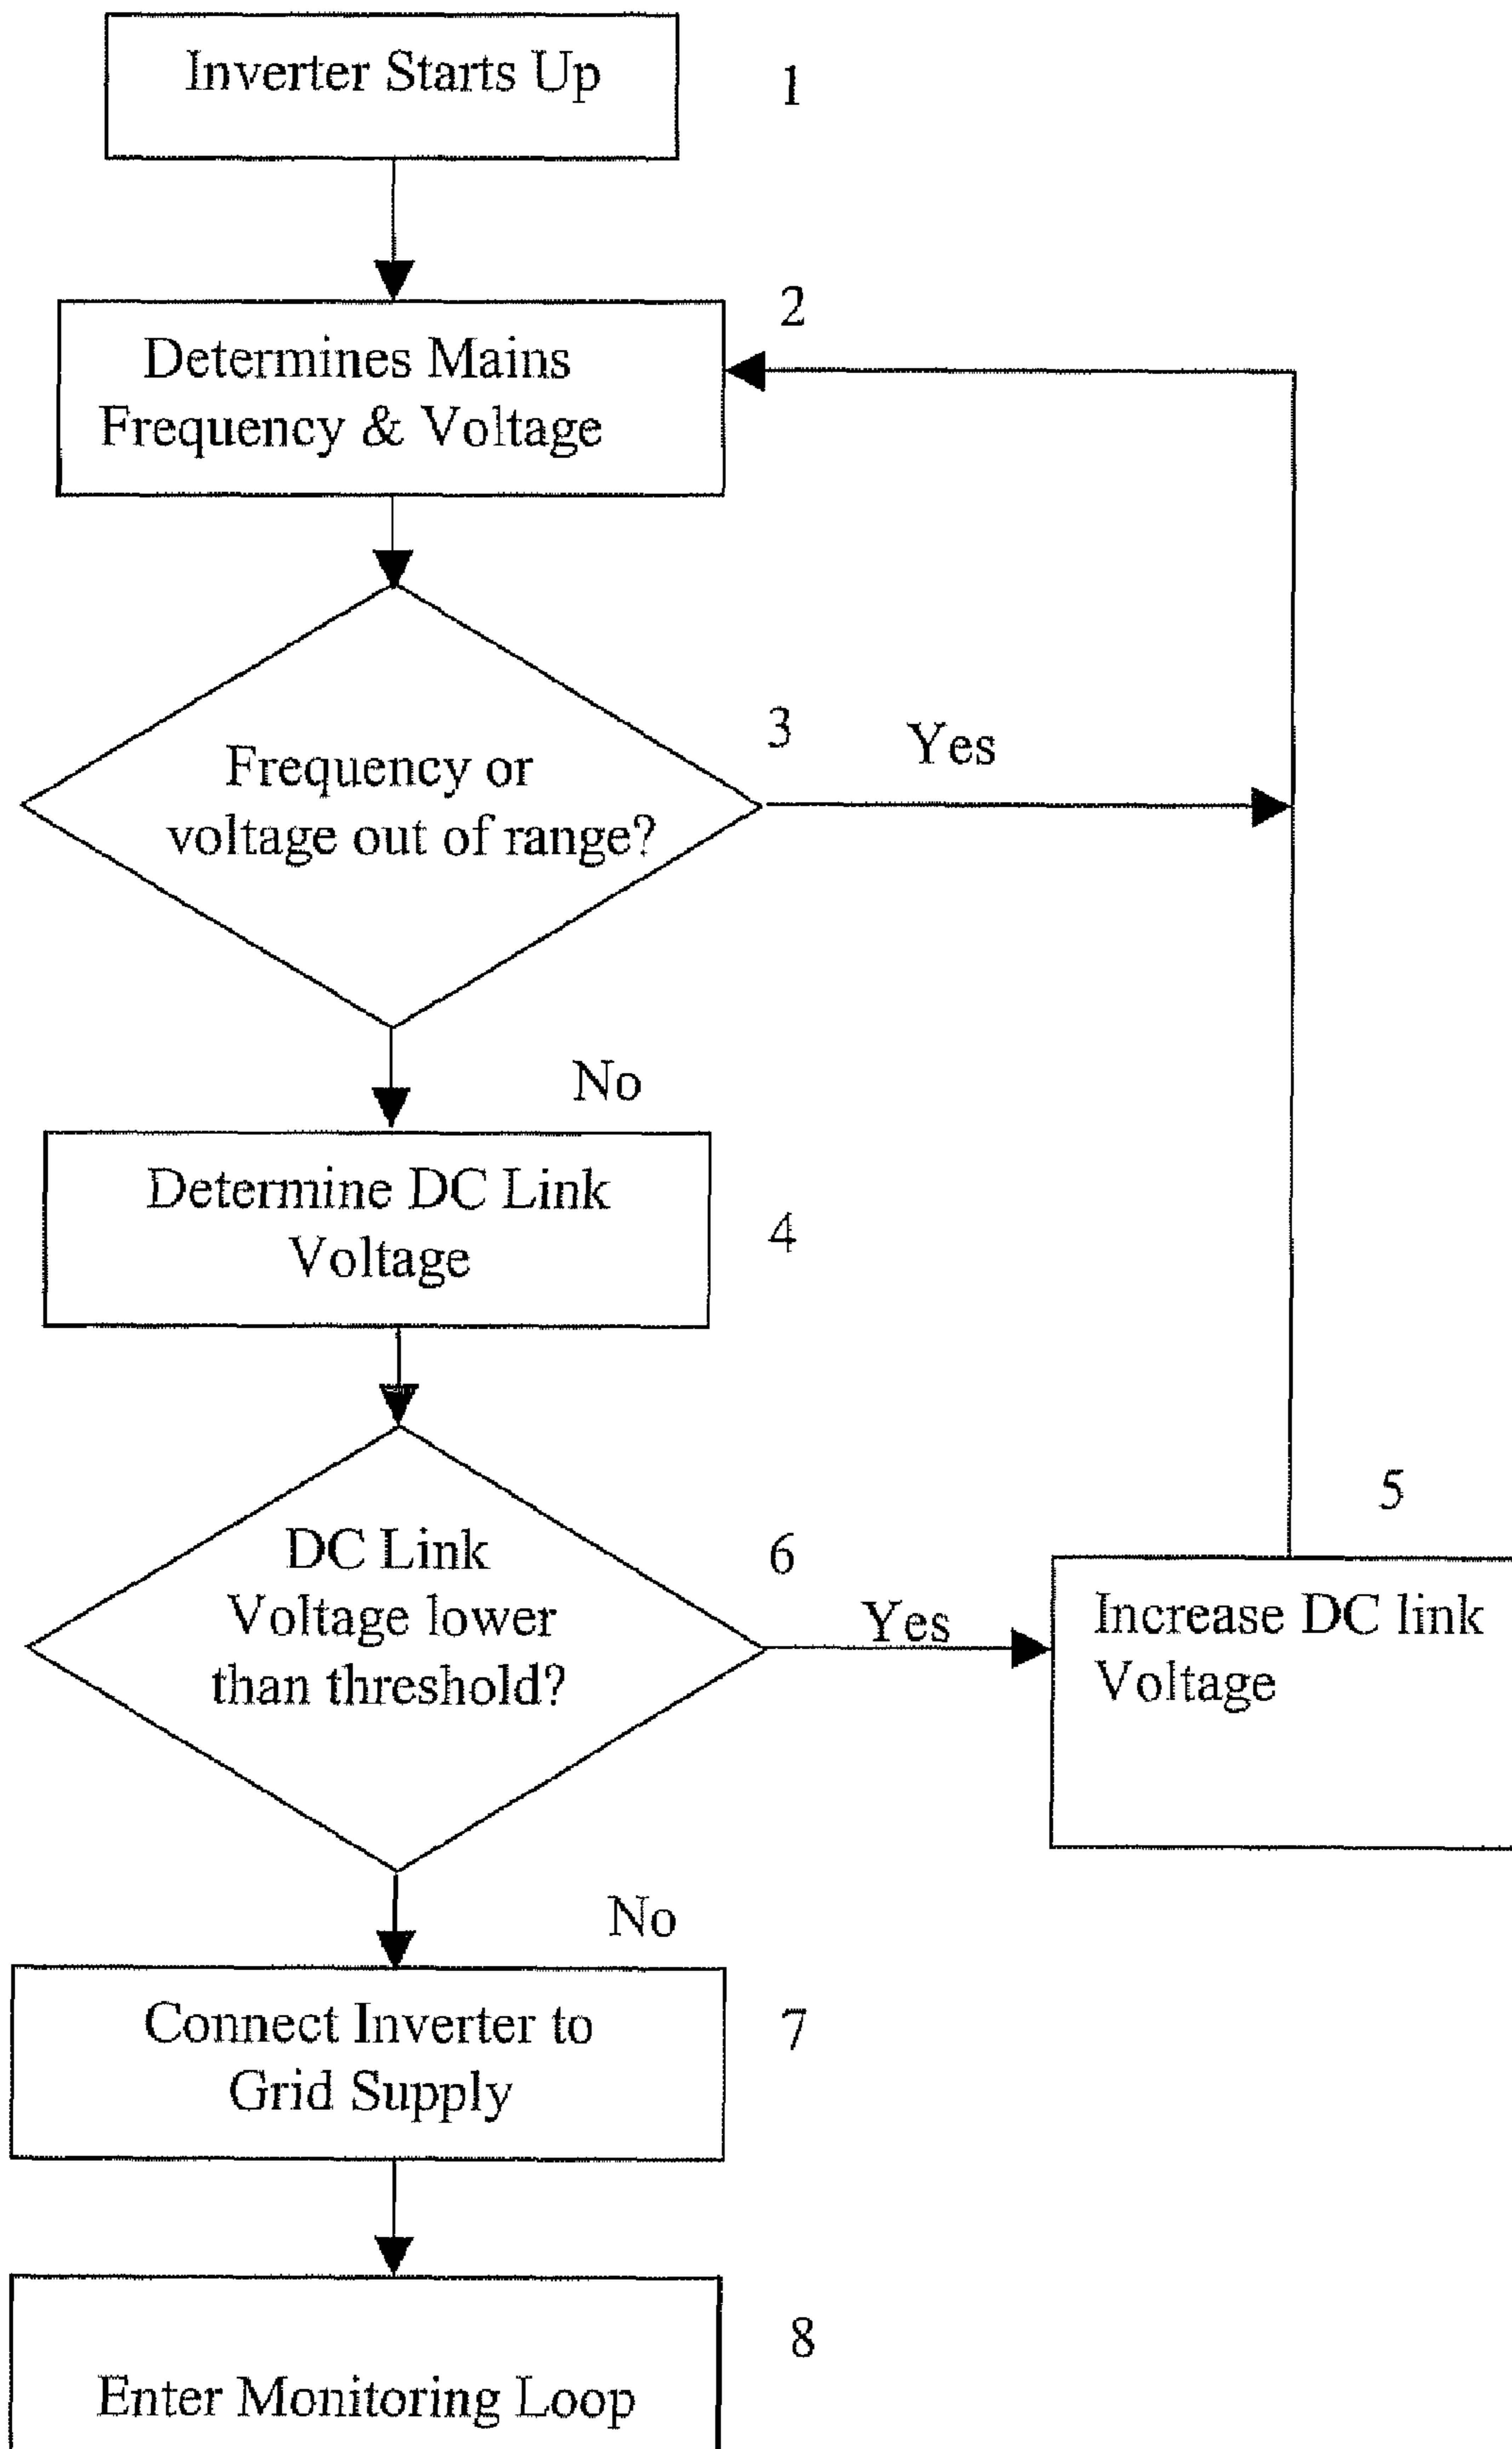 Inverter Starts Up
1
2
Determines Mains
Frequency & Voltage
3
Yes
Frequency or
voltage out of range?
No
Determine DC Link
Voltage
4
5
DC Link
Voltage lower
than threshold?
6
Yes
Increase DC link
Voltage
No
Connect Inverter to
Grid Supply
7
8
Enter Monitoring Loop